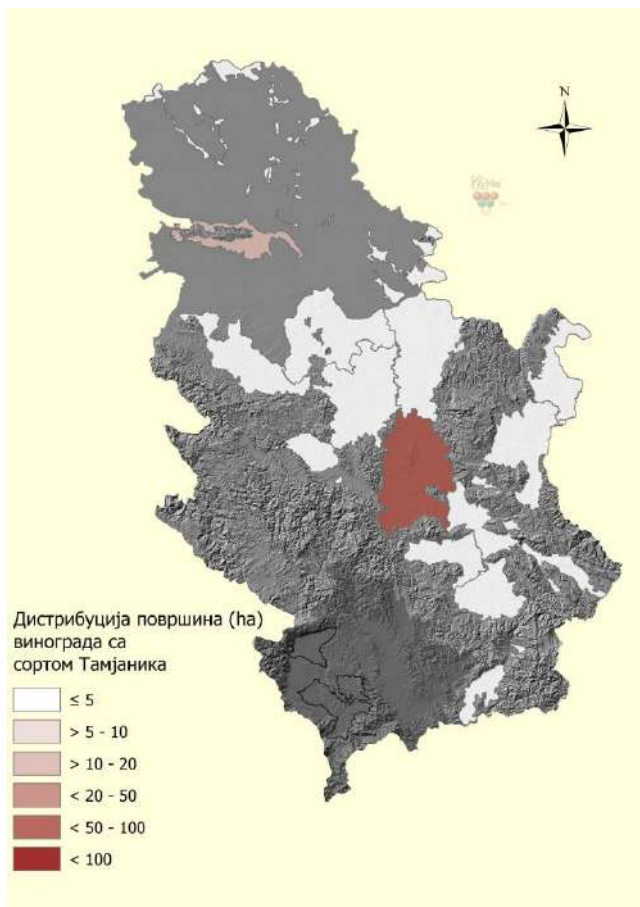 N
Дистрибуција површина (ha)
винограда са
сортом Тамјаника
≤ 5
> 5 - 10
> 10 - 20
< 20 - 50
< 50 - 100
< 100